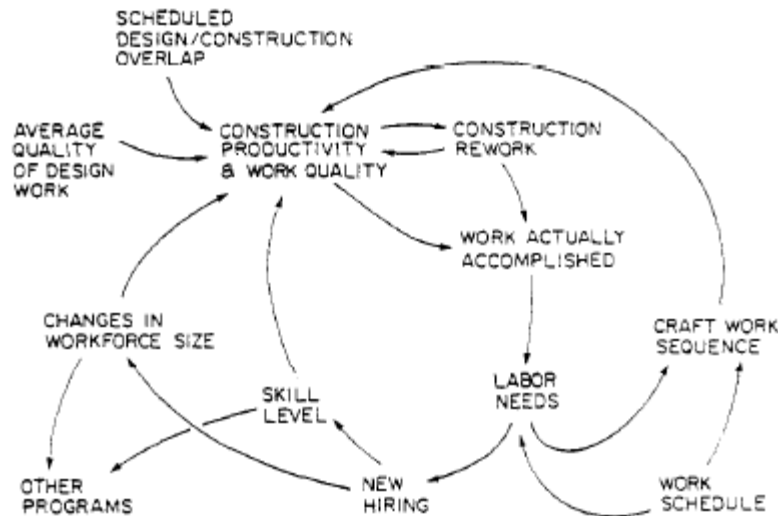 SCHEDULED
DESIGN/CONSTRUCTION
OVERLAP
AVERAGE
QUALITY
OF DESIGN
WORK
CONSTRUCTION
PRODUCTIVITY
& WORK QUALITY
CONSTRUCTION
REWORK
WORK ACTUALLY
ACCOMPLISHED
CHANGES IN
WORKFORCE SIZE
CRAFT WORK
SEQUENCE
SKILL
LEVEL
LABOR
NEEDS
OTHER
PROGRAMS
NEW
HIRING
WORK
SCHEDULE